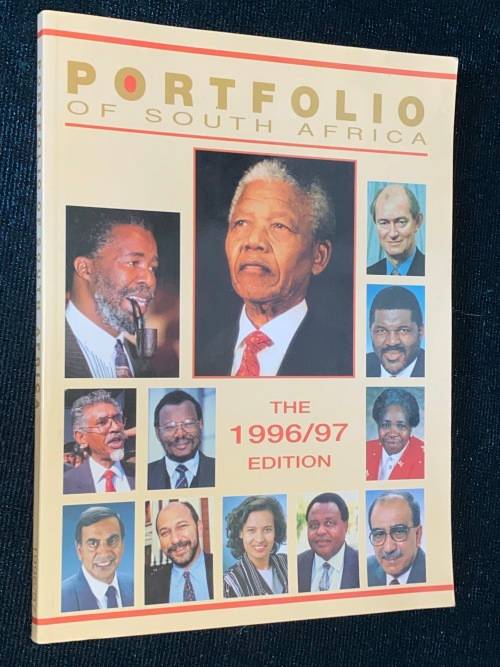 PORTFOLIO
OF SOUTH AFRICA
THE
1996/97
EDITION